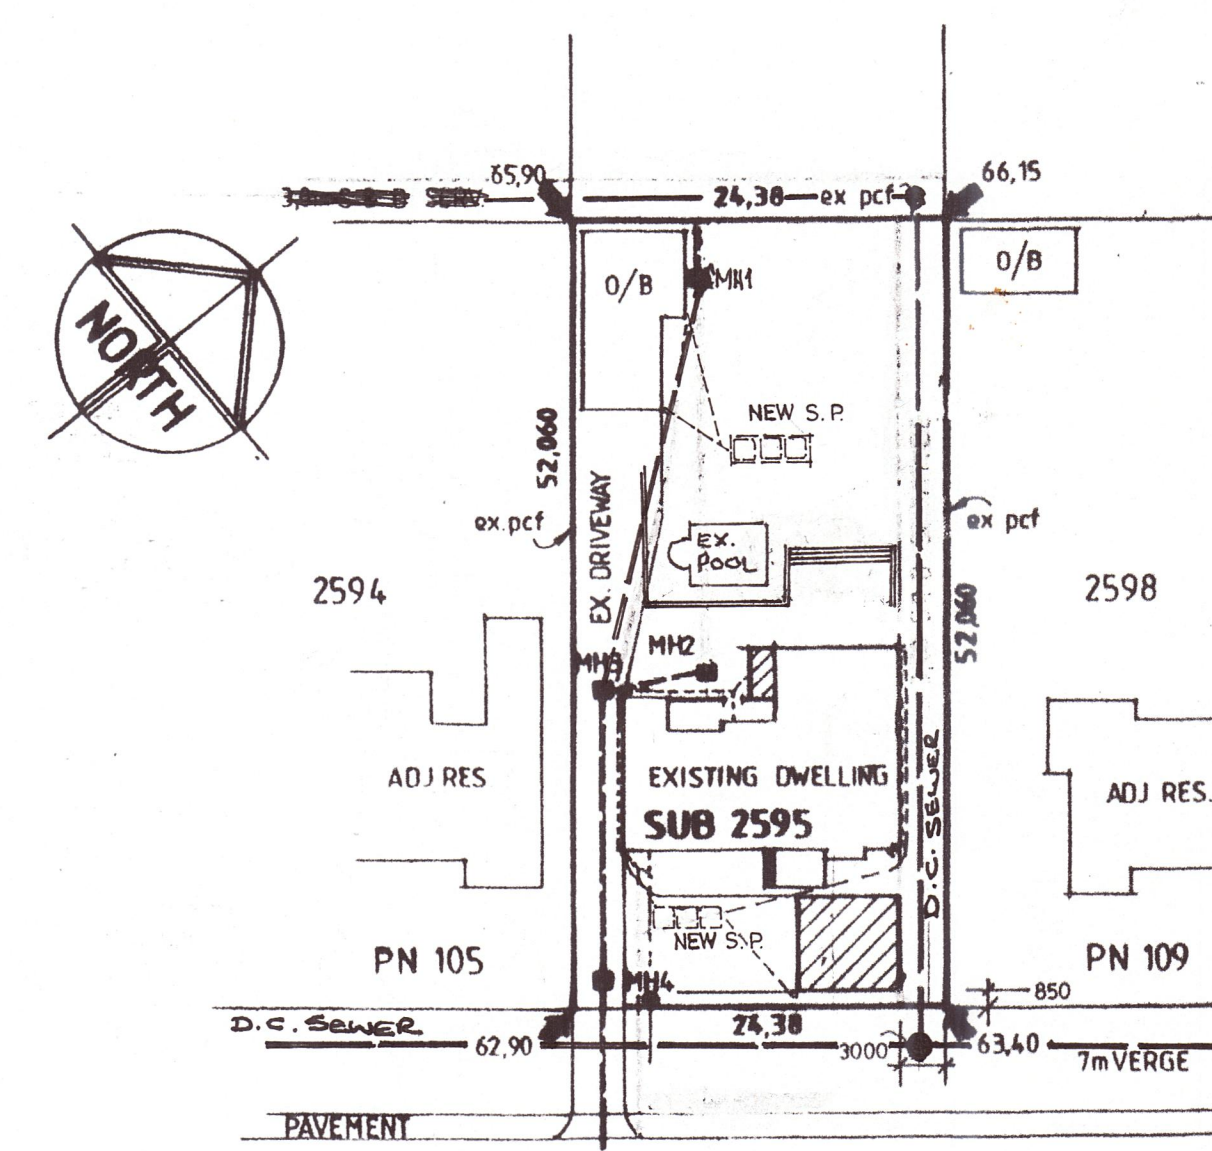 65,90
66,15
24,38
ex pcf
O/B
MH1
O/B
NORTH
NEW S.P.
52,060
ex.pcf
ex pcf
EX. DRIVEWAY
EX.
POOL
2594
2598
52,060
MH2
MH3
ADJ RES.
EXISTING DWELLING
ADJ RES.
SUB 2595
D.C. SEWER
NEW S.P.
PN 105
PN 109
MH4
850
D.C. SEWER
24,38
62,90
3000
63,40
7m VERGE
PAVEMENT